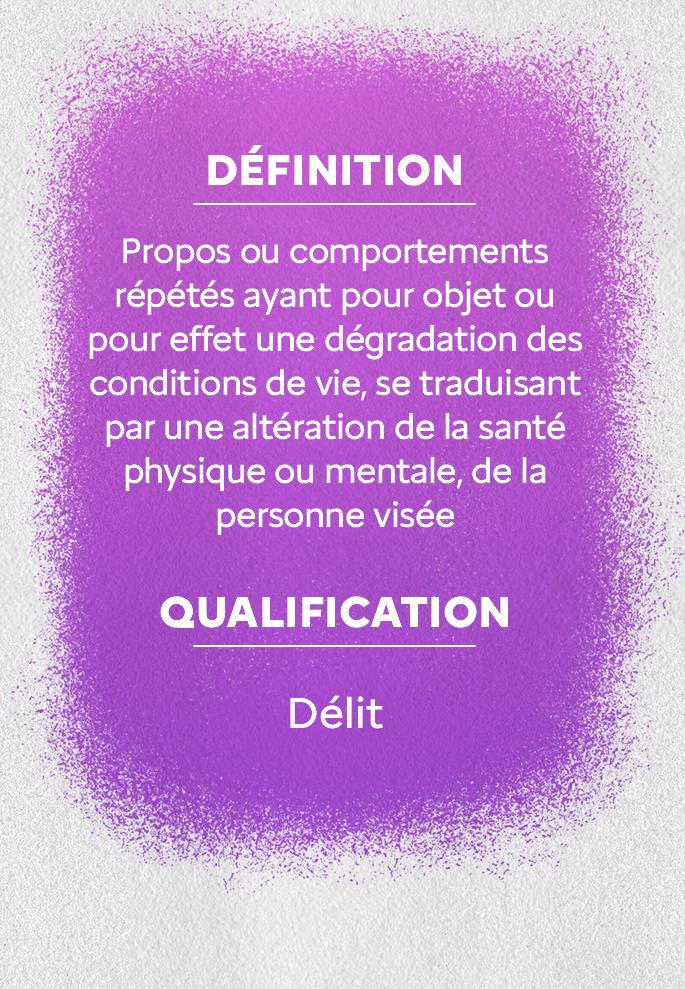 DÉFINITION
Propos ou comportements
répétés ayant pour objet ou
pour effet une dégradation des
conditions de vie, se traduisant
par une altération de la santé
physique ou mentale, de la
personne visée
QUALIFICATION
Délit